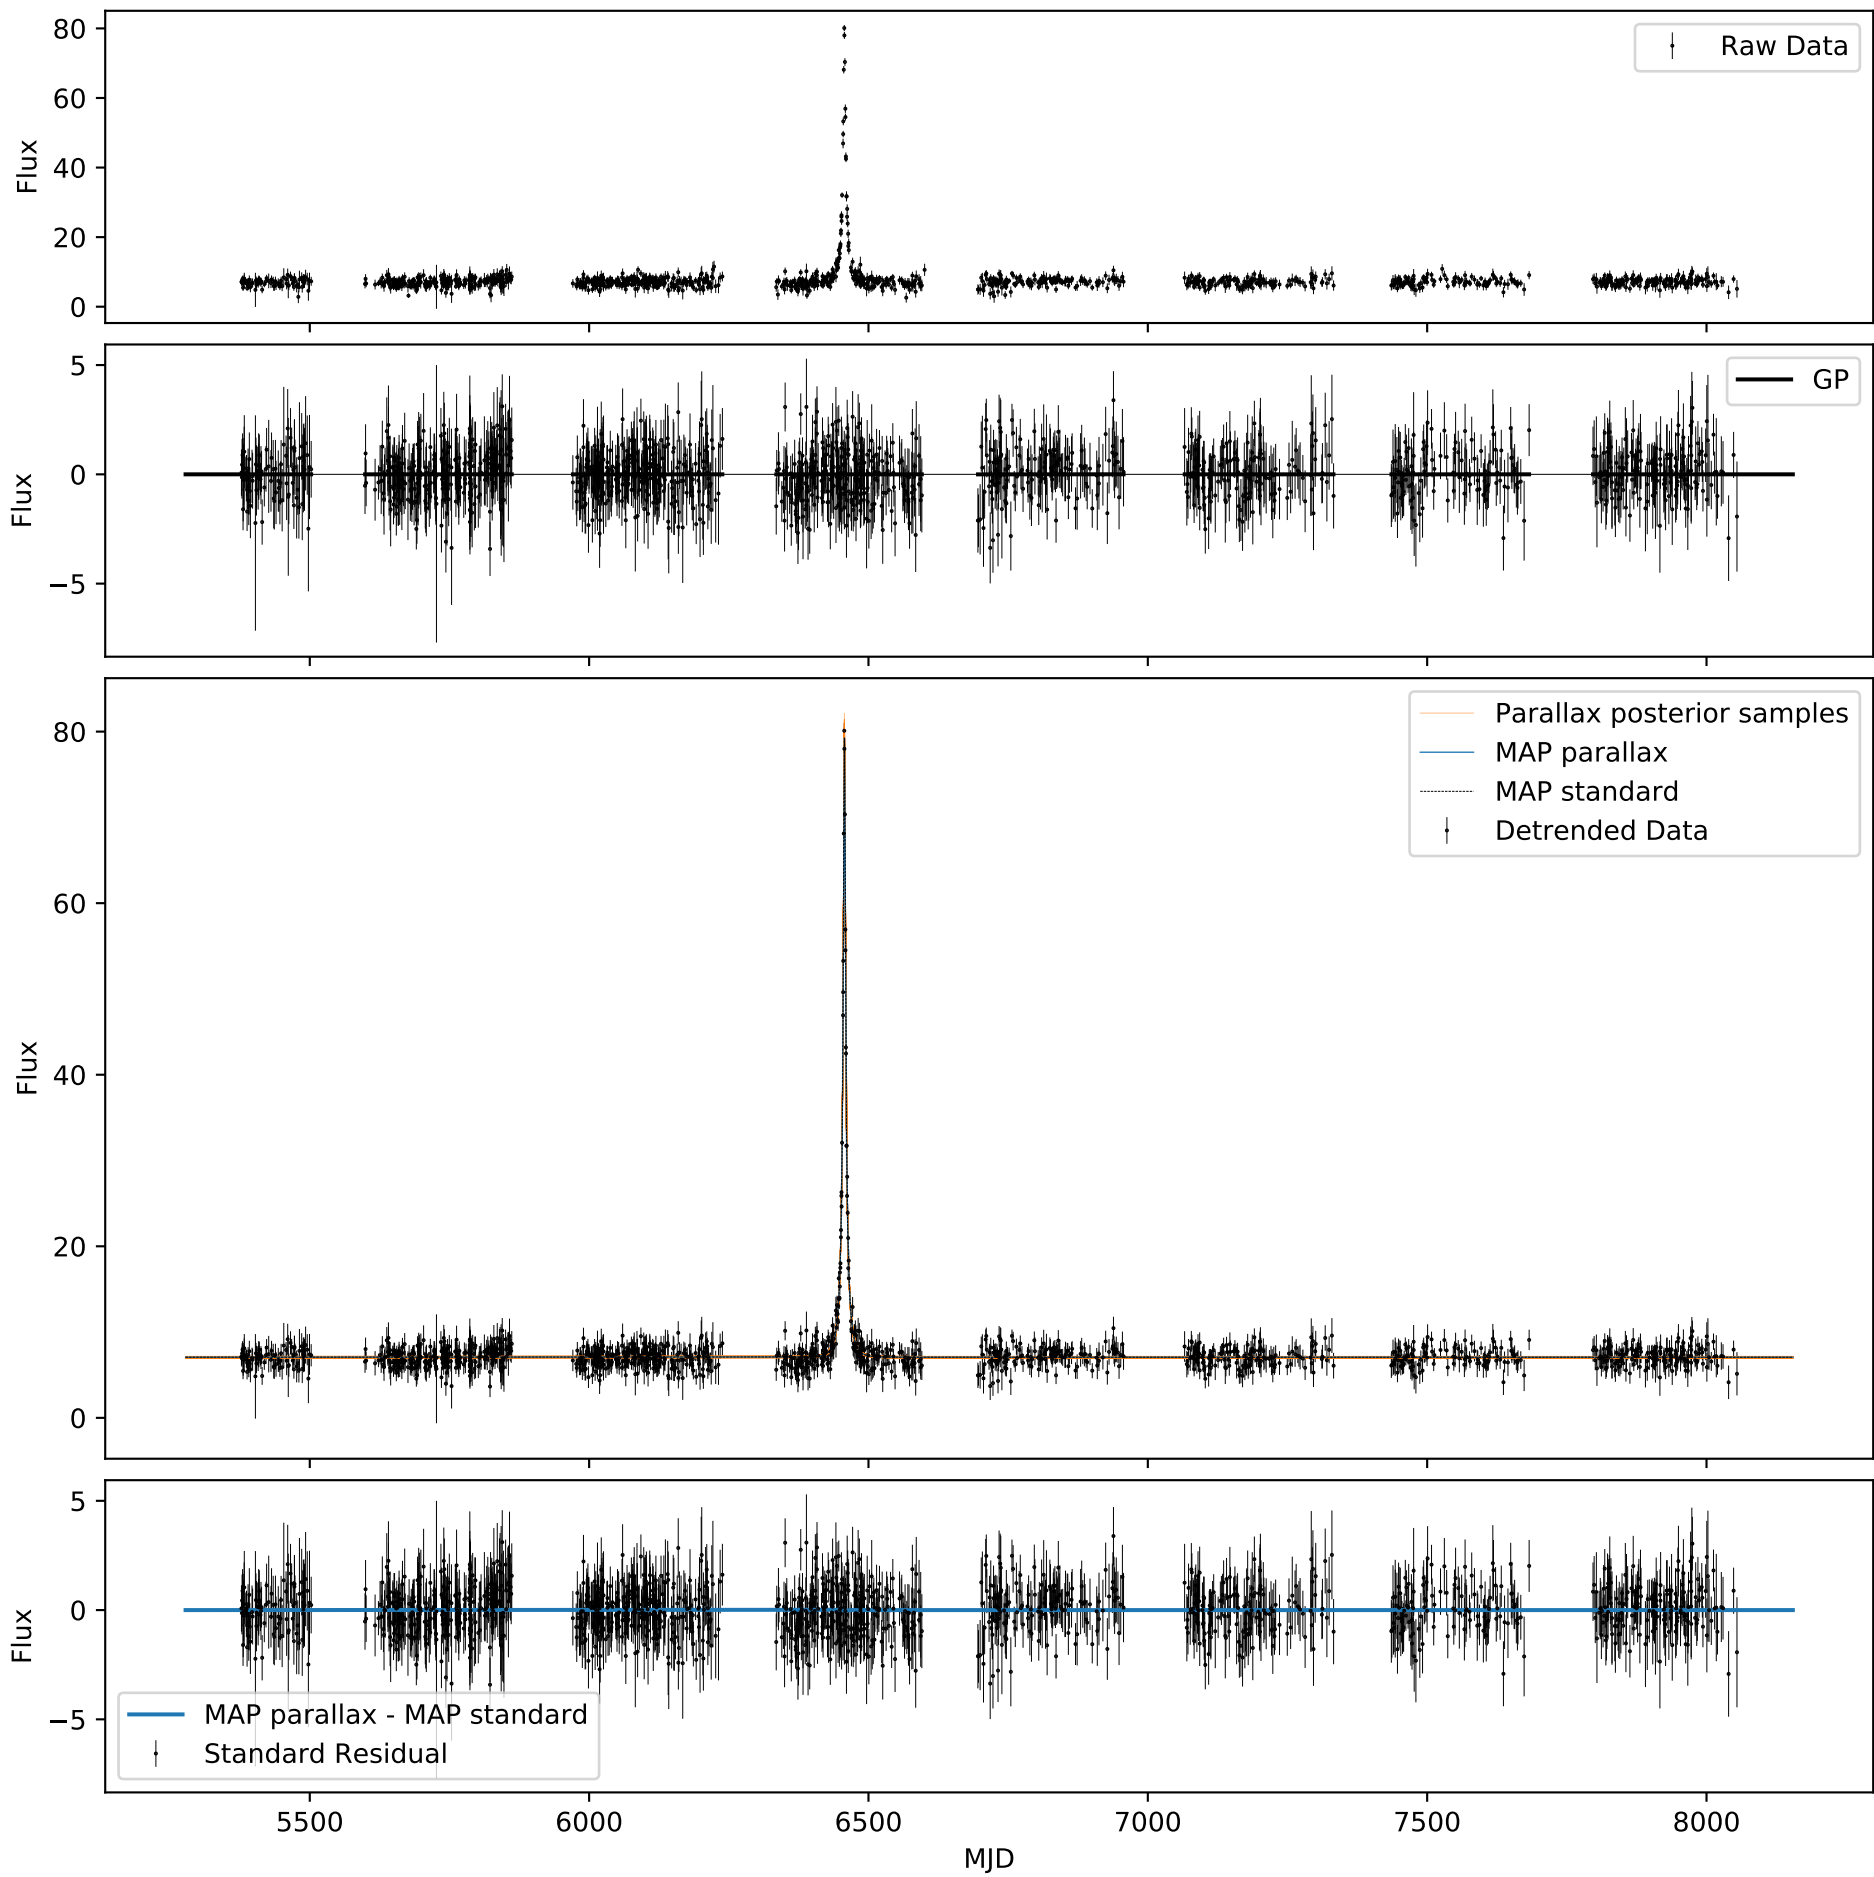 80
60
40
20
0
Flux
Raw Data
5
0
−5
Flux
GP
80
60
40
20
0
Flux
Parallax posterior samples
MAP parallax
MAP standard
Detrended Data
5
0
−5
Flux
MAP parallax - MAP standard
Standard Residual
5500 6000 6500 7000 7500 8000
MJD